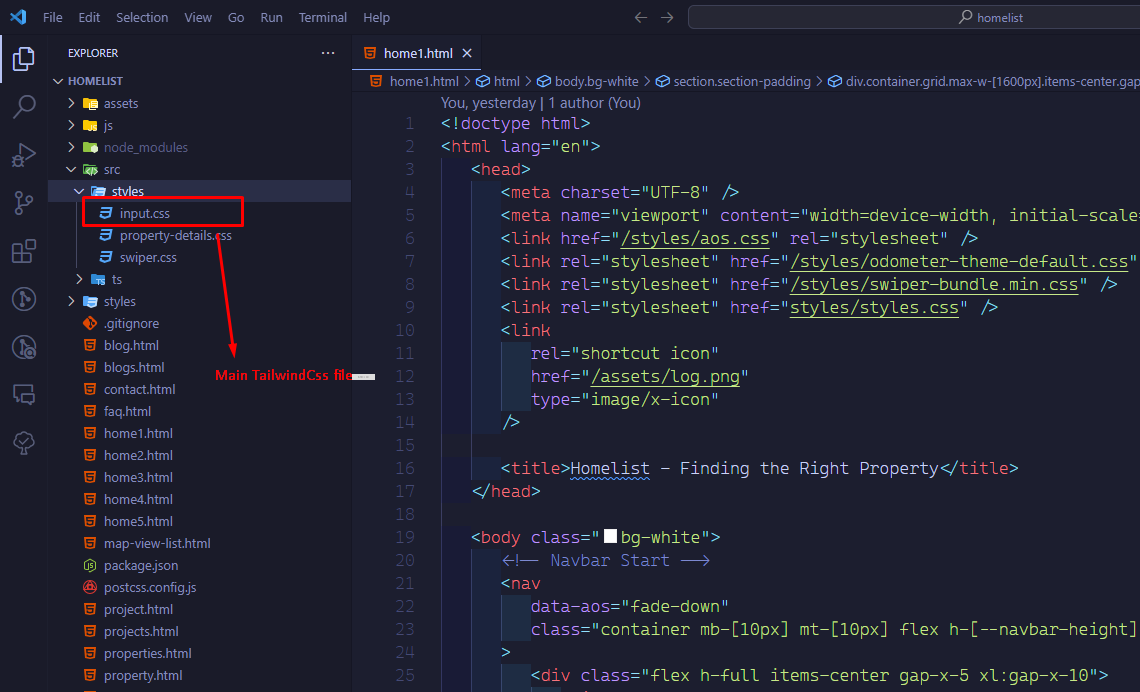 File Edit Selection View Go Run Terminal Help
homelist
EXPLORER
HOMELIST
assets
js
node_modules
src
styles
input.css
property-details.css
swiper.css
ts
styles
.gitignore
blog.html
blogs.html
contact.html
faq.html
home1.html
home2.html
home3.html
home4.html
home5.html
map-view-list.html
package.json
postcss.config.js
project.html
projects.html
properties.html
property.html
Main TailwindCss file
home1.html
home1.html > html > body.bg-white > section.section-padding > div.container.grid.max-w-[1600px].items-center.gap
You, yesterday | 1 author (You)
1 <!doctype html>
2 <html lang="en">
3 <head>
4 <meta charset="UTF-8" />
5 <meta name="viewport" content="width=device-width, initial-scale=
6 <link href="/styles/aos.css" rel="stylesheet" />
7 <link rel="stylesheet" href="/styles/odometer-theme-default.css"
8 <link rel="stylesheet" href="/styles/swiper-bundle.min.css" />
9 <link rel="stylesheet" href="styles/styles.css" />
10 <link
11 rel="shortcut icon"
12 href="/assets/log.png"
13 type="image/x-icon"
14 />
15
16 <title>Homelist - Finding the Right Property</title>
17 </head>
18
19 <body class="bg-white">
20 <!-- Navbar Start -->
21 <nav
22 data-aos="fade-down"
23 class="container mb-[10px] mt-[10px] flex h-[--navbar-height]
24 >
25 <div class="flex h-full items-center gap-x-5 xl:gap-x-10">